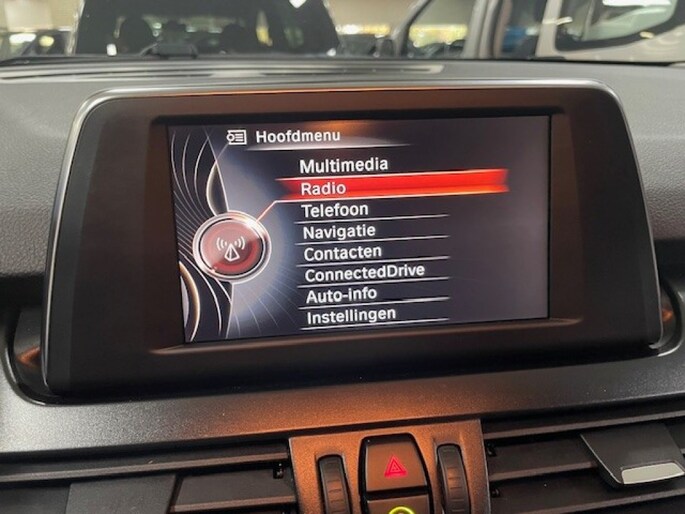 Hoofdmenu
Multimedia
Radio
Telefoon
Navigatie
Contacten
ConnectedDrive
Auto-info
Instellingen